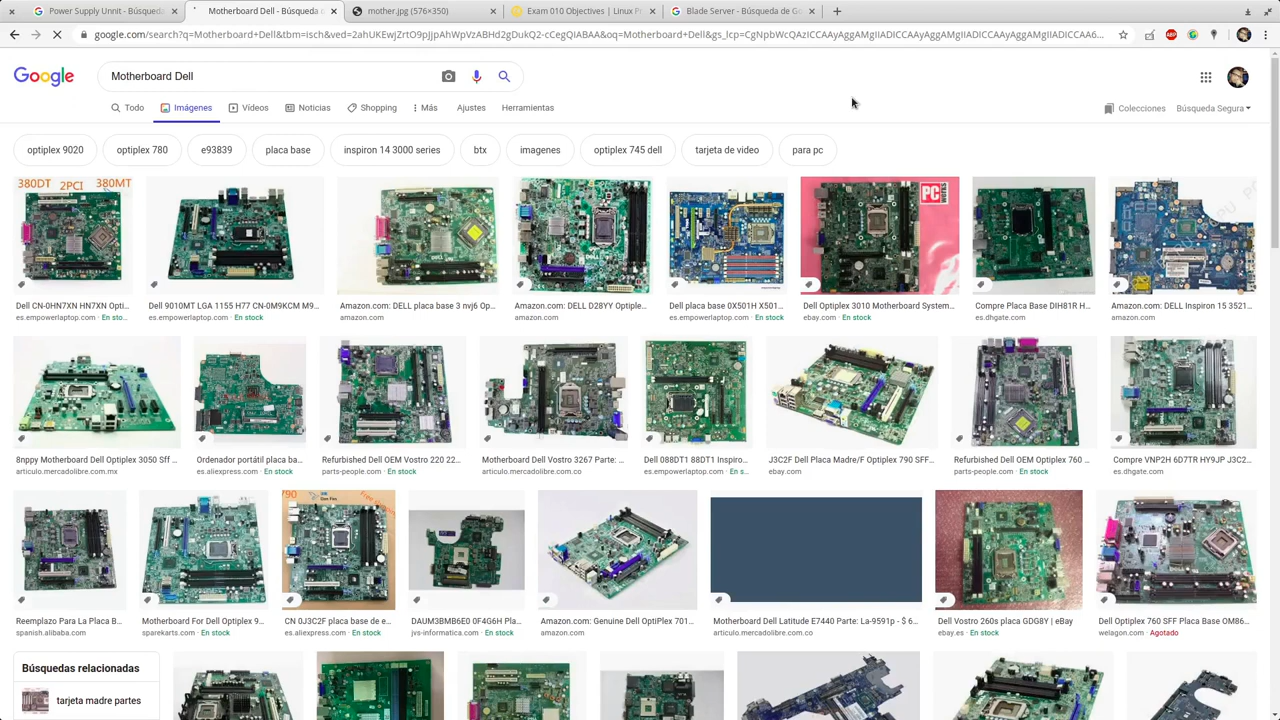 Power Supply Unnit - Búsqueda
Motherboard Dell - Búsqueda d
mother.jpg (576×350)
Exam 010 Objectives | Linux P
Blade Server - Búsqueda de Go
google.com/search?q=Motherboard+Dell&tbm=isch&ved=2ahUKEwjZrtO9pJjpAhWpVzABHd2gDukQ2-cCegQIABAA&oq=Motherboard+Dell&gs_lcp=CgNpbWcQAzICCAAyAggAMgIIADICCAAyAggAMgIIADICCAAyAggAMgIIADICCAA6...
Google
Motherboard Dell
Todo
Imágenes
Vídeos
Noticias
Shopping
Más
Ajustes
Herramientas
Colecciones
Búsqueda Segura
optiplex 9020
optiplex 780
e93839
placa base
inspiron 14 3000 series
btx
imagenes
optiplex 745 dell
tarjeta de video
para pc
380DT 2PCI 380MT
PC
Dell CN-0HN7XN HN7XN Opti...
es.empowerlaptop.com · En sto...
Dell 9010MT LGA 1155 H77 CN-0M9KCM M9...
es.empowerlaptop.com · En stock
Amazon.com: DELL placa base 3 nvj6 Op...
amazon.com
Amazon.com: DELL D28YY Optiple...
amazon.com
Dell placa base 0X501H X501...
es.empowerlaptop.com · En stock
Dell Optiplex 3010 Motherboard System...
ebay.com · En stock
Compre Placa Base DIH81R H...
es.dhgate.com
Amazon.com: DELL Inspiron 15 3521...
amazon.com
8nppy Motherboard Dell Optiplex 3050 Sff ...
articulo.mercadolibre.com.mx
Ordenador portátil placa ba...
es.aliexpress.com · En stock
Refurbished Dell OEM Vostro 220 22...
parts-people.com · En stock
Motherboard Dell Vostro 3267 Parte: ...
articulo.mercadolibre.com.co
Dell 088DT1 88DT1 Inspiro...
es.empowerlaptop.com · En s...
J3C2F Dell Placa Madre/F Optiplex 790 SFF...
ebay.com
Refurbished Dell OEM Optiplex 760 ...
parts-people.com · En stock
Compre VNP2H 6D7TR HY9JP J3C2...
es.dhgate.com
790
Reemplazo Para La Placa B...
spanish.alibaba.com
Motherboard For Dell Optiplex 9...
sparekarts.com · En stock
CN 0J3C2F placa base de e...
es.aliexpress.com · En stock
DAUM3BMB6E0 0F4G6H Pla...
jvs-informatica.com · En stock
Amazon.com: Genuine Dell OptiPlex 701...
amazon.com
Motherboard Dell Latitude E7440 Parte: La-9591p - $ 6...
articulo.mercadolibre.com.co
Dell Vostro 260s placa GDG8Y | eBay
ebay.es · En stock
Dell Optiplex 760 SFF Placa Base OM86...
welagon.com · Agotado
Búsquedas relacionadas
tarjeta madre partes